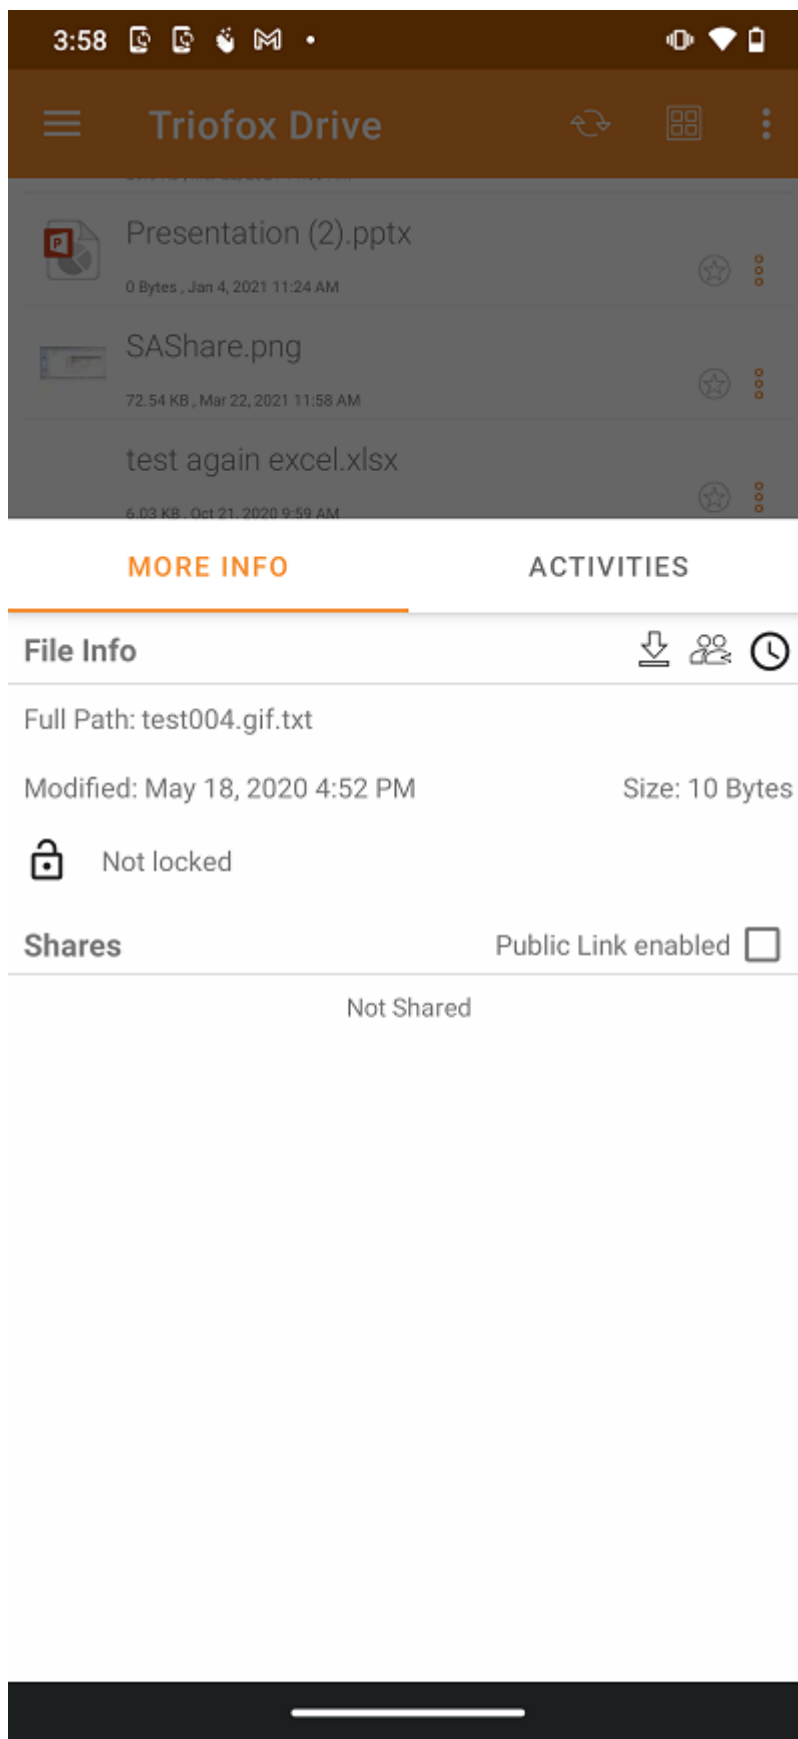 3:58
Triofox Drive
Presentation (2).pptx
0 Bytes , Jan 4, 2021 11:24 AM
SAShare.png
72.54 KB , Mar 22, 2021 11:58 AM
test again excel.xlsx
6.03 KB , Oct 21, 2020 9:59 AM
MORE INFO ACTIVITIES
File Info
Full Path: test004.gif.txt
Modified: May 18, 2020 4:52 PM Size: 10 Bytes
Not locked
Shares Public Link enabled
Not Shared